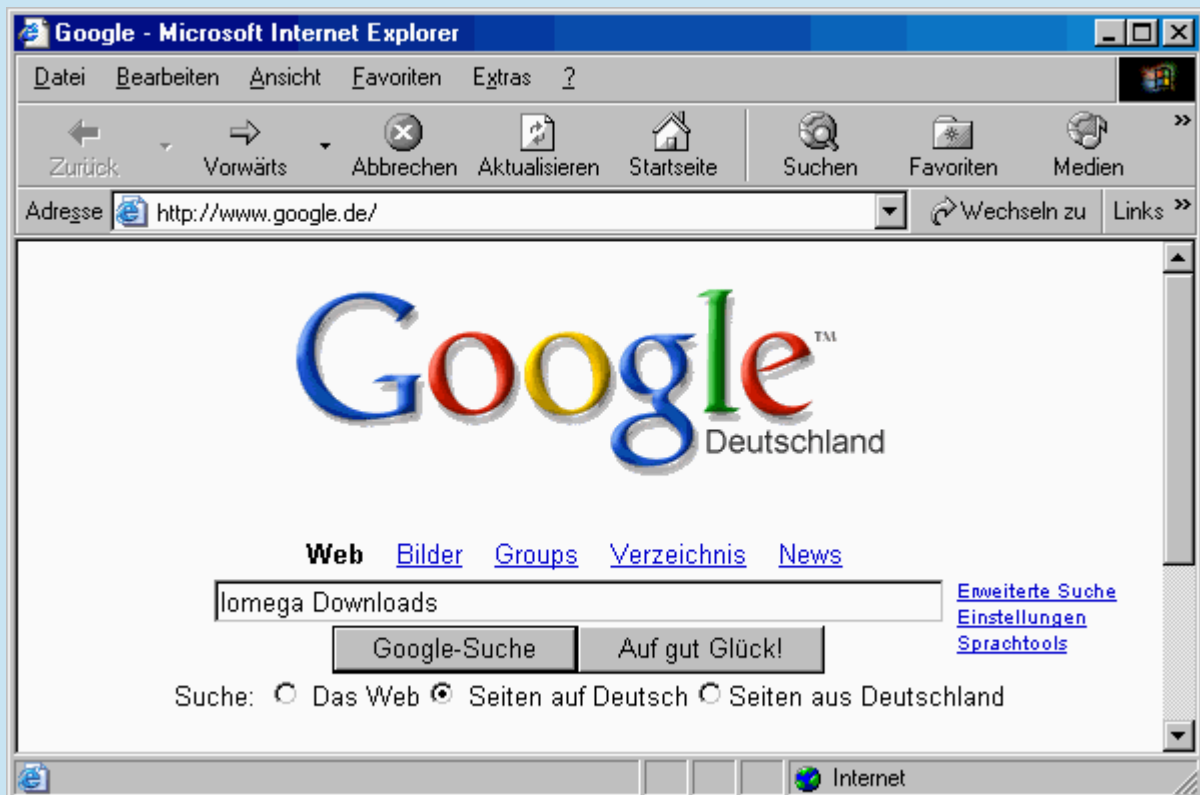 Google - Microsoft Internet Explorer
Datei Bearbeiten Ansicht Favoriten Extras ?
Zurück Vorwärts Abbrechen Aktualisieren Startseite Suchen Favoriten Medien »
Adresse http://www.google.de/ Wechseln zu Links »
Google™
Deutschland
Web Bilder Groups Verzeichnis News
Iomega Downloads
Erweiterte Suche
Einstellungen
Sprachtools
Google-Suche Auf gut Glück!
Suche: Das Web Seiten auf Deutsch Seiten aus Deutschland
Internet